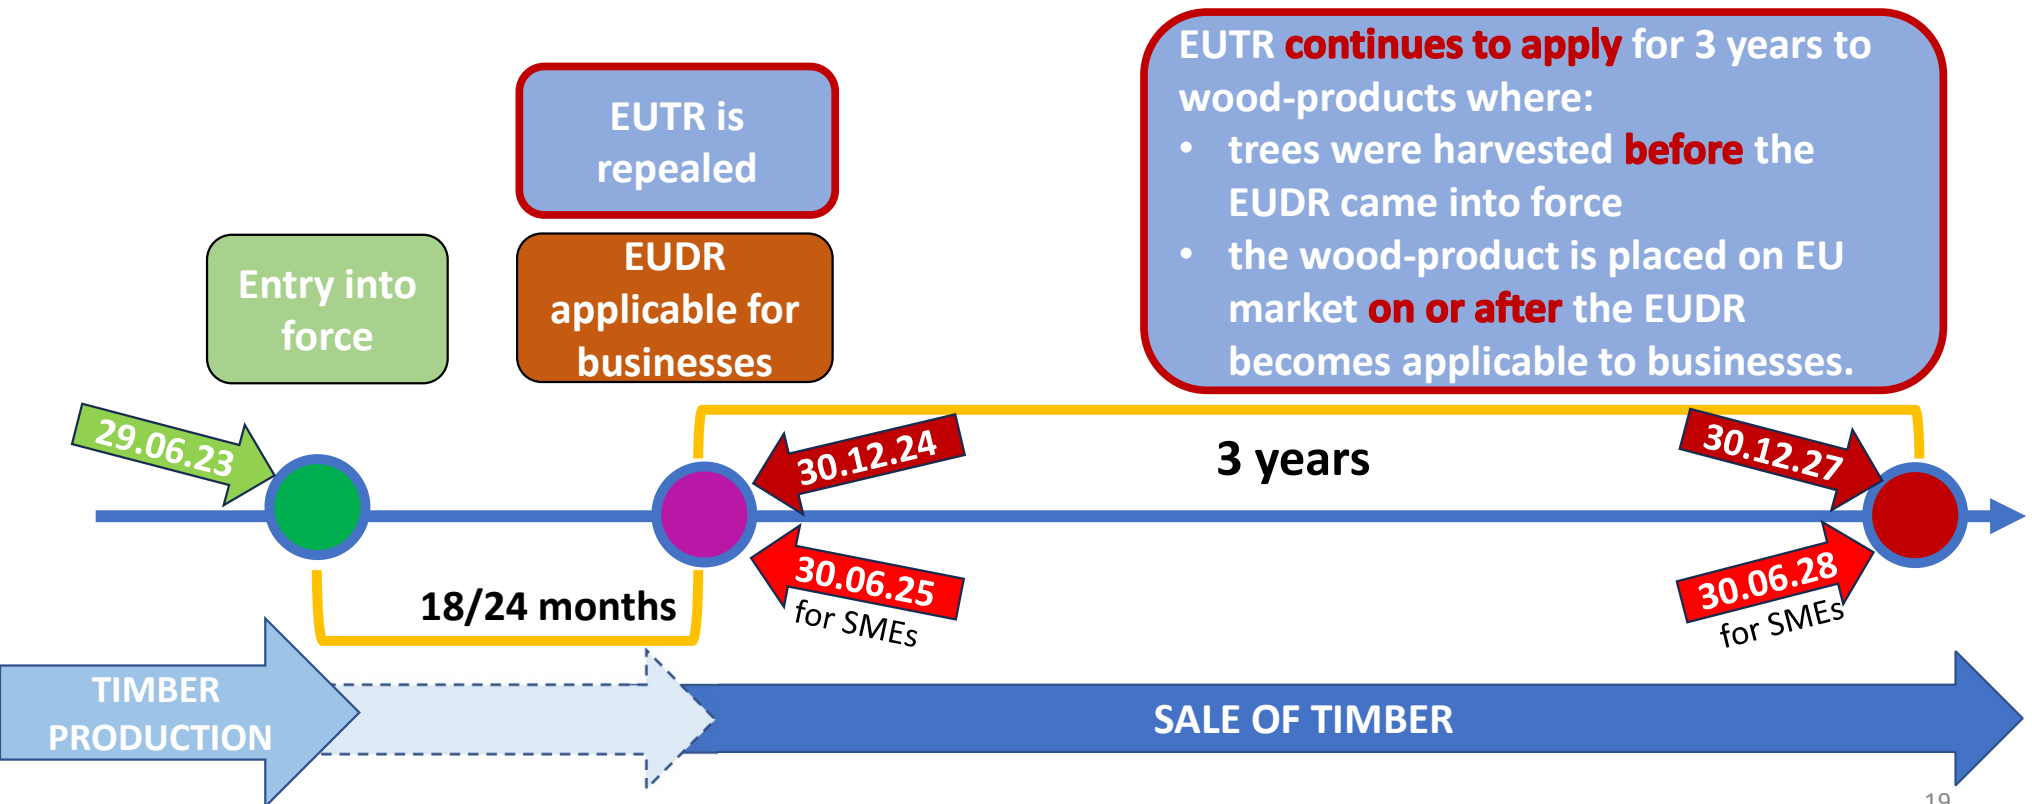 EUTR continues to apply for 3 years to
wood-products where:
• trees were harvested before the
EUDR came into force
• the wood-product is placed on EU
market on or after the EUDR
becomes applicable to businesses.
EUTR is
repealed
Entry into
force
EUDR
applicable for
businesses
29.06.23
30.12.24
3 years
30.12.27
18/24 months
30.06.25
for SMEs
30.06.28
for SMEs
TIMBER
PRODUCTION
SALE OF TIMBER
19